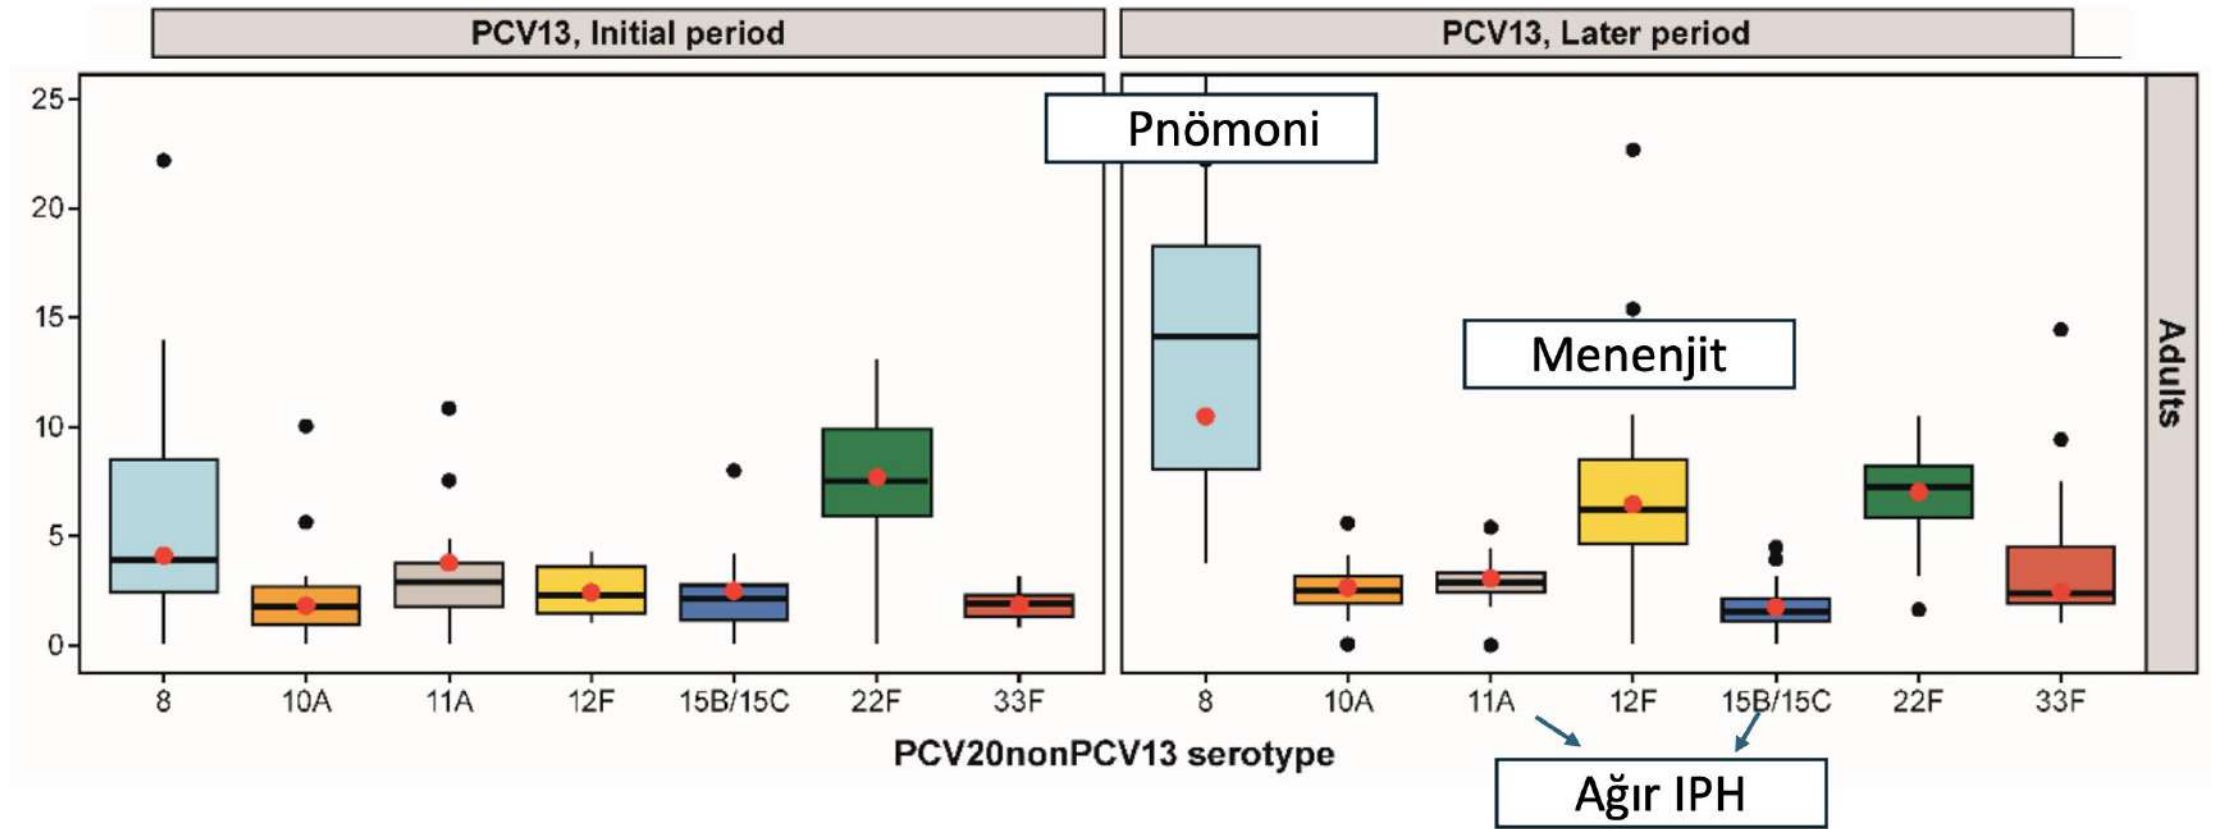 PCV13, Initial period
PCV13, Later period
25
20
15
10
5
0
Pnömoni
Menenjit
Adults
8 10A 11A 12F 15B/15C 22F 33F
8 10A 11A 12F 15B/15C 22F 33F
PCV20nonPCV13 serotype
Ağır IPH